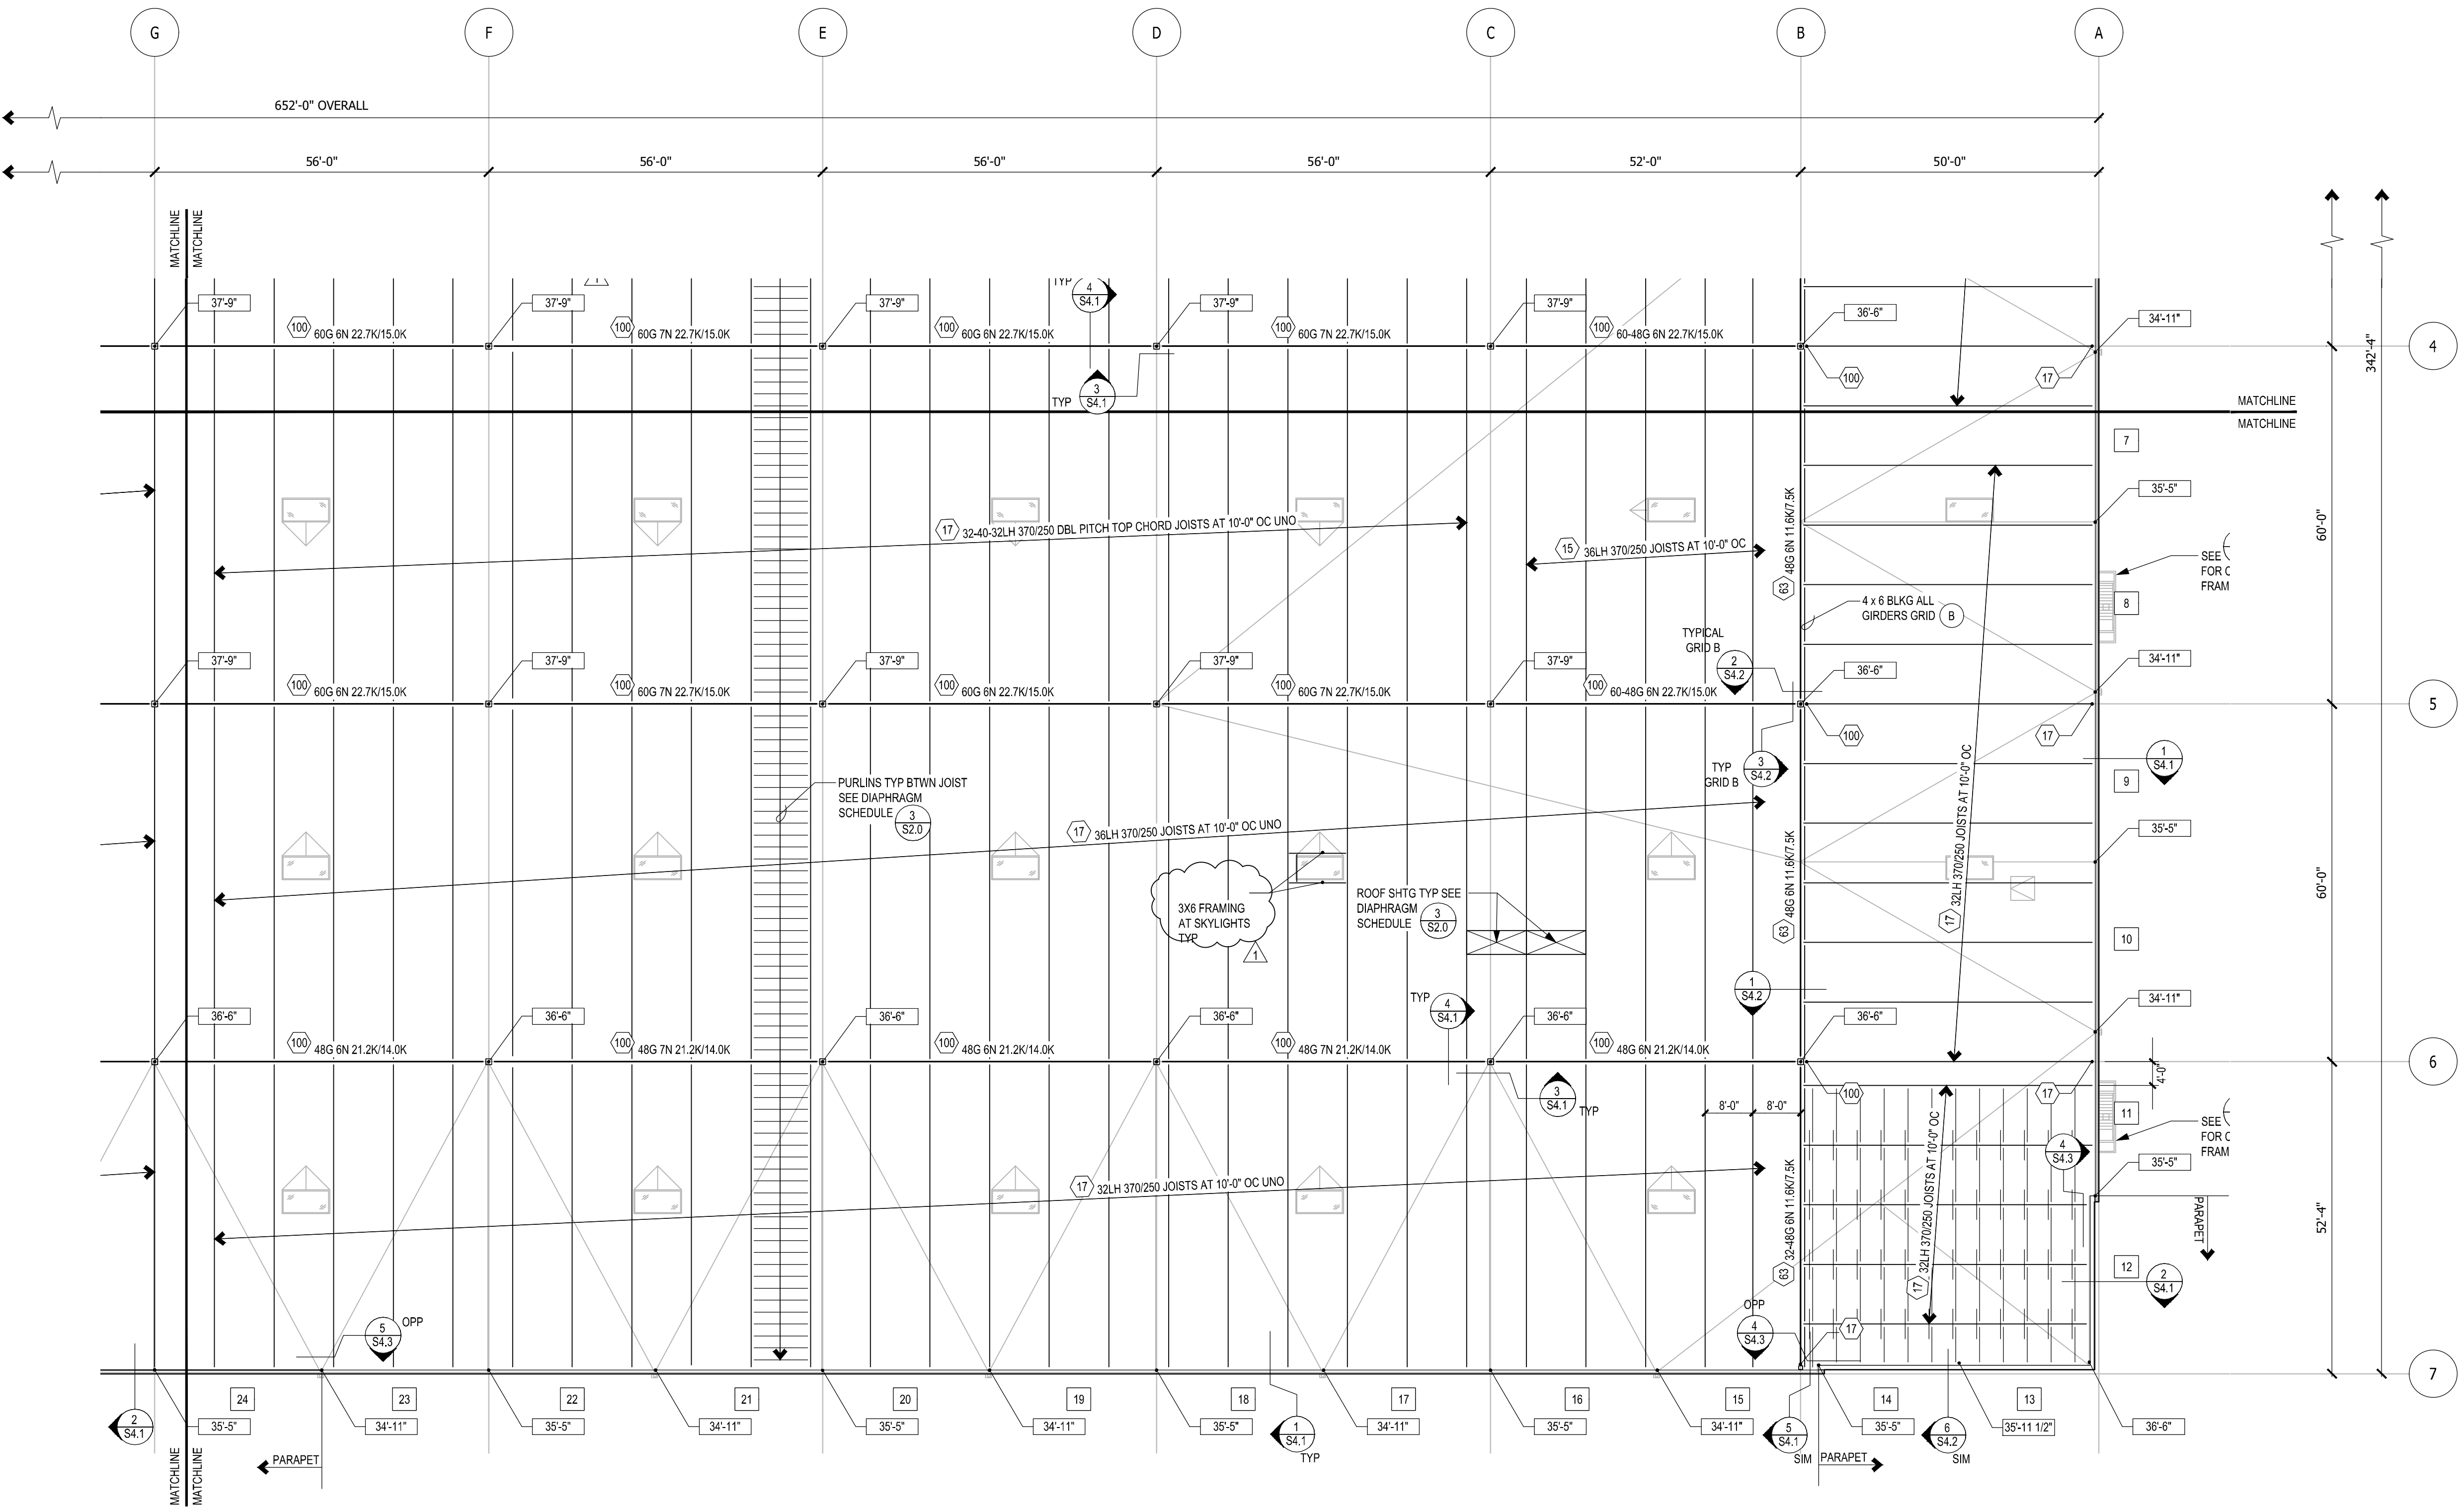 G
F
E
D
C
B
A
652'-0" OVERALL
56'-0"
56'-0"
56'-0"
56'-0"
52'-0"
50'-0"
MATCHLINE
MATCHLINE
TYP
4
S4.1
37'-9"
37'-9"
37'-9"
37'-9"
37'-9"
36'-6"
34'-11"
100
60G 6N 22.7K/15.0K
100
60G 7N 22.7K/15.0K
100
60G 6N 22.7K/15.0K
100
60G 7N 22.7K/15.0K
100
60-48G 6N 22.7K/15.0K
342'-4"
4
100
17
3
S4.1
TYP
MATCHLINE
MATCHLINE
7
35'-5"
17
32-40-32LH 370/250 DBL PITCH TOP CHORD JOISTS AT 10'-0" OC UNO
15
36LH 370/250 JOISTS AT 10'-0" OC
63
48G 6N 11.6K/7.5K
60'-0"
SEE
FOR C
FRAM
4 x 6 BLKG ALL
GIRDERS GRID
B
8
TYPICAL
GRID B
2
S4.2
37'-9"
37'-9"
37'-9"
37'-9"
37'-9"
36'-6"
34'-11"
100
60G 6N 22.7K/15.0K
100
60G 7N 22.7K/15.0K
100
60G 6N 22.7K/15.0K
100
60G 7N 22.7K/15.0K
100
60-48G 6N 22.7K/15.0K
5
100
17
TYP
GRID B
3
S4.2
1
S4.1
9
PURLINS TYP BTWN JOIST
SEE DIAPHRAGM
SCHEDULE
3
S2.0
17
36LH 370/250 JOISTS AT 10'-0" OC UNO
35'-5"
17
32LH 370/250 JOISTS AT 10'-0" OC
63
48G 6N 11.6K/7.5K
60'-0"
3X6 FRAMING
AT SKYLIGHTS
TYP
1
ROOF SHTG TYP SEE
DIAPHRAGM
SCHEDULE
3
S2.0
10
1
S4.2
TYP
4
S4.1
36'-6"
36'-6"
36'-6"
36'-6"
36'-6"
36'-6"
34'-11"
100
48G 6N 21.2K/14.0K
100
48G 7N 21.2K/14.0K
100
48G 6N 21.2K/14.0K
100
48G 7N 21.2K/14.0K
100
48G 6N 21.2K/14.0K
6
4'-0"
100
17
3
S4.1
TYP
8'-0"
8'-0"
11
SEE
FOR C
FRAM
4
S4.3
17
32LH 370/250 JOISTS AT 10'-0" OC UNO
17
32LH 370/250 JOISTS AT 10'-0" OC
63
32-48G 6N 11.6K/7.5K
35'-5"
PARAPET
52'-4"
12
2
S4.1
OPP
4
S4.3
17
5
S4.3
OPP
7
24
23
22
21
20
19
18
17
16
15
14
13
2
S4.1
35'-5"
34'-11"
35'-5"
34'-11"
35'-5"
34'-11"
35'-5"
1
S4.1
TYP
34'-11"
35'-5"
34'-11"
5
S4.1
SIM
35'-5"
6
S4.2
SIM
35'-11 1/2"
36'-6"
PARAPET
PARAPET
MATCHLINE
MATCHLINE